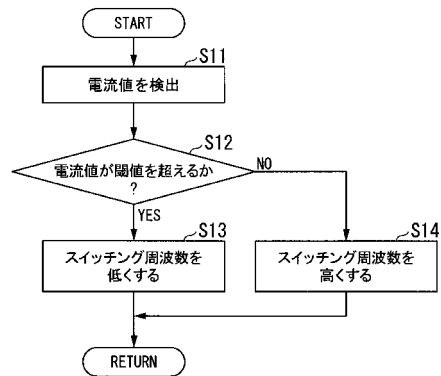 START
S11
電流値を検出
S12
電流値が閾値を超えるか
?
NO
YES
S13
スイッチング周波数を
低くする
S14
スイッチング周波数を
高くする
RETURN